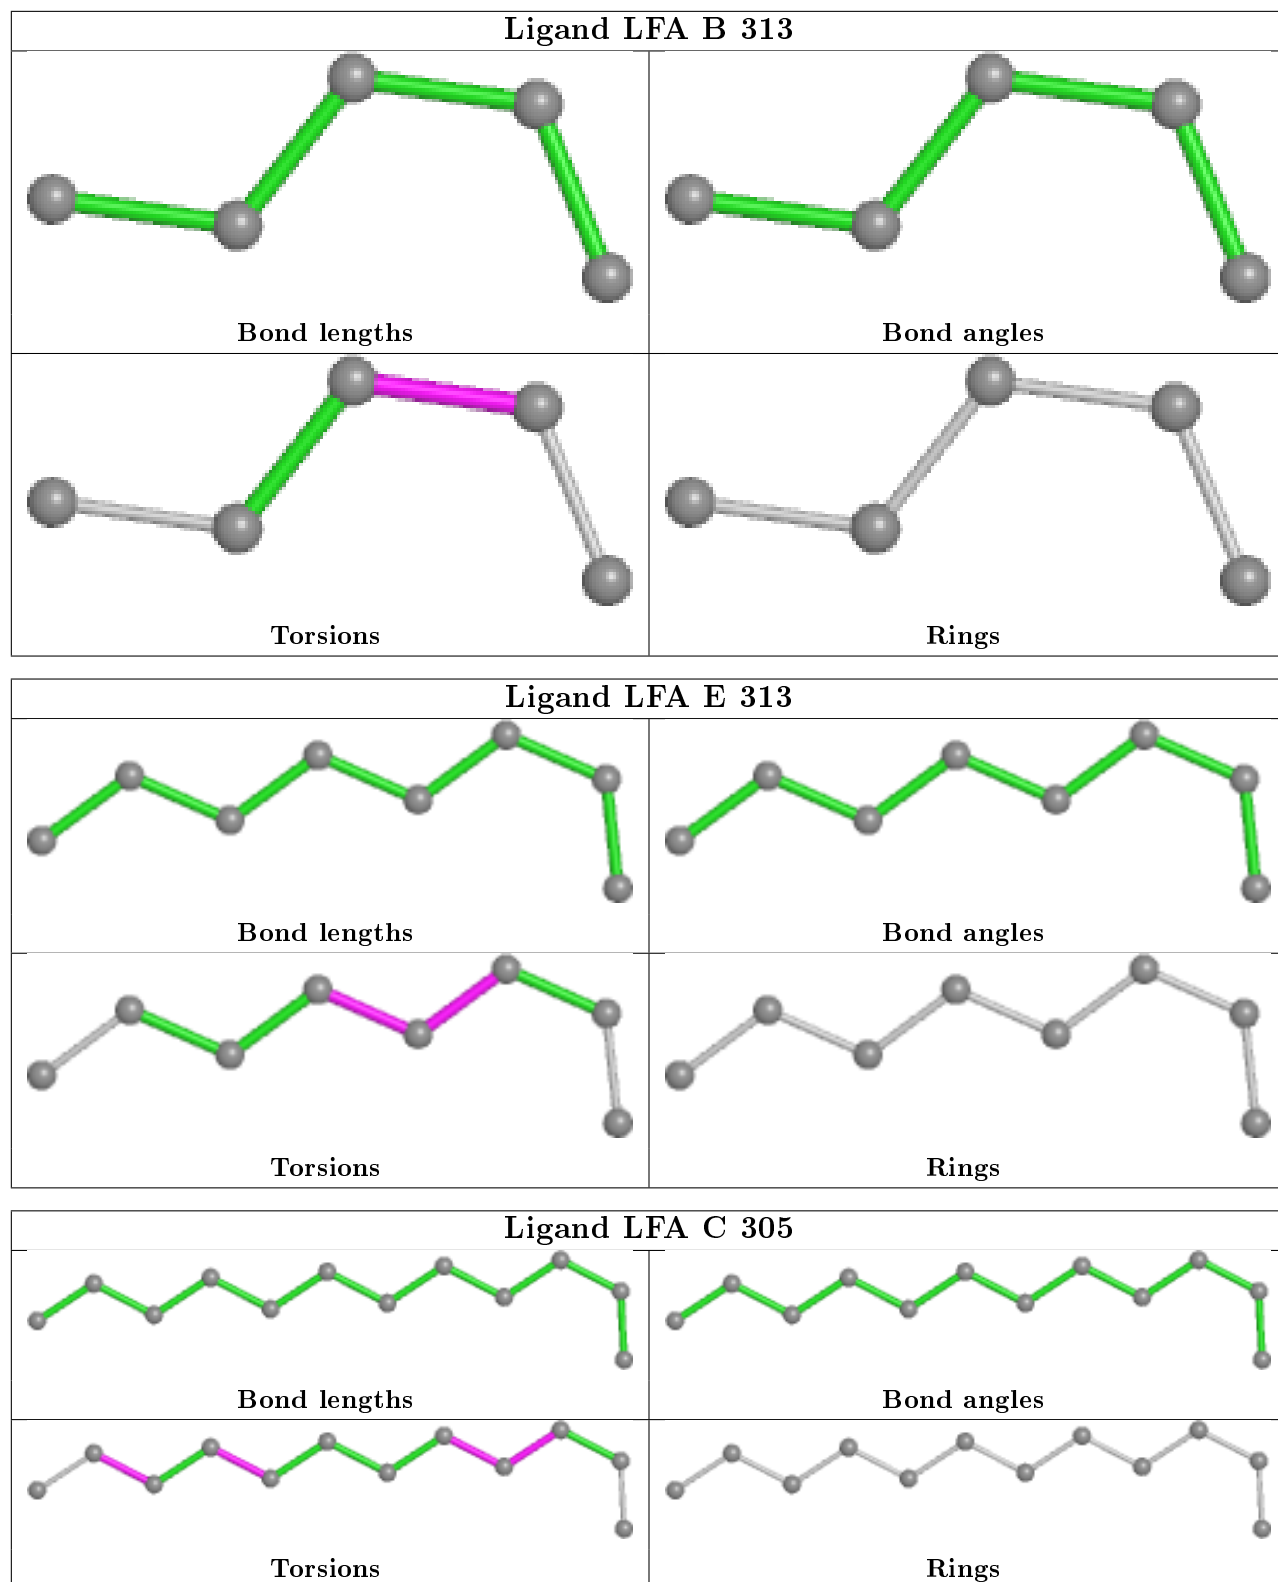 Ligand LFA B 313
Bond lengths
Bond angles
Torsions
Rings
Ligand LFA E 313
Bond lengths
Bond angles
Torsions
Rings
Ligand LFA C 305
Bond lengths
Bond angles
Torsions
Rings